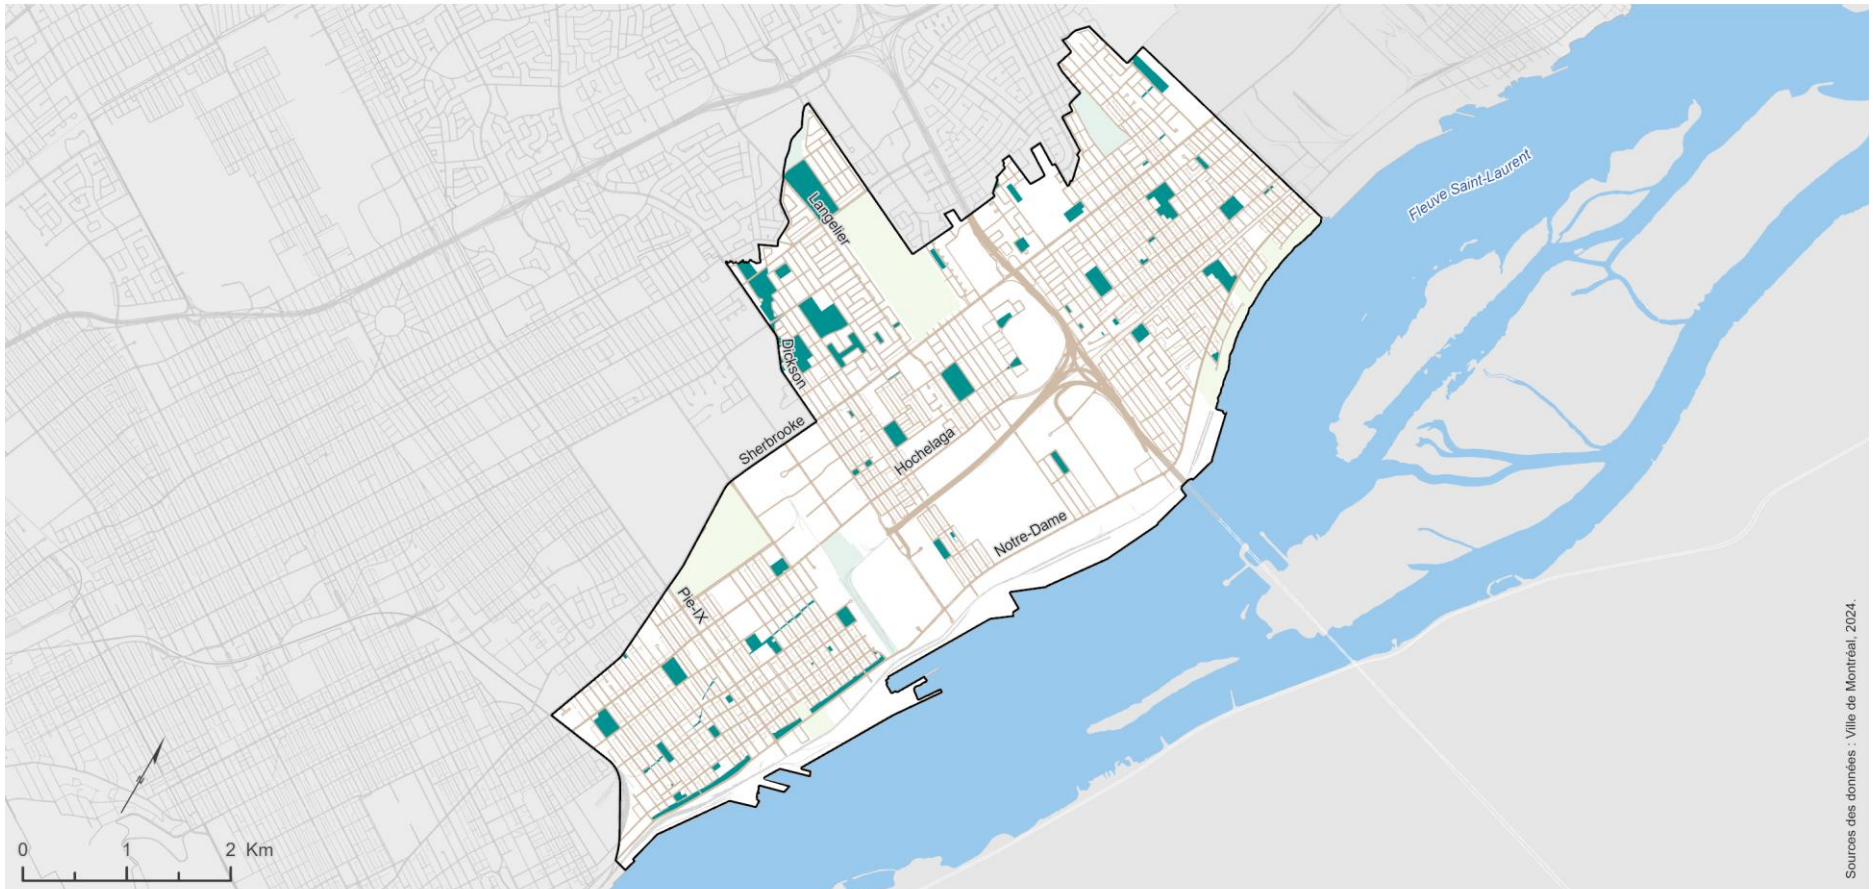 Fleuve Saint-Laurent
Langelier
Dickson
Sherbrooke
Hochelaga
Notre-Dame
Pie-IX
N
0 1 2 Km
Sources des données : Ville de Montréal, 2024.